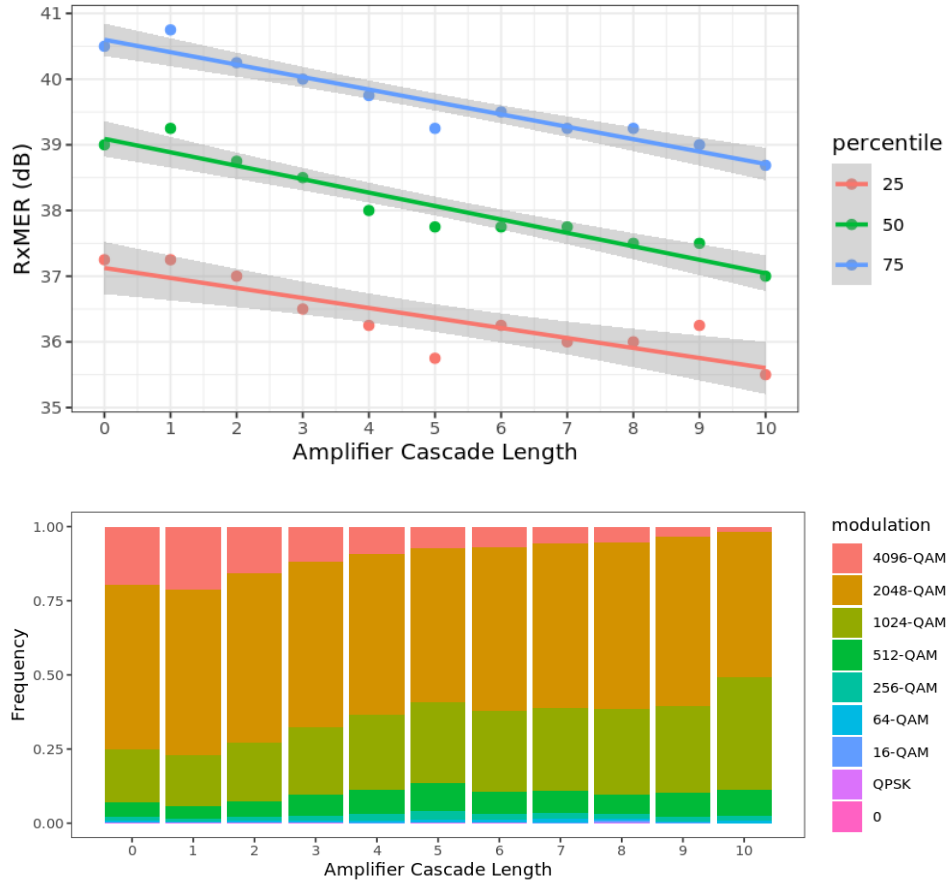 41
40
39
38
37
36
35
RxMER (dB)
0 1 2 3 4 5 6 7 8 9 10
Amplifier Cascade Length
percentile
25
50
75
1.00
0.75
0.50
0.25
0.00
Frequency
0 1 2 3 4 5 6 7 8 9 10
Amplifier Cascade Length
modulation
4096-QAM
2048-QAM
1024-QAM
512-QAM
256-QAM
64-QAM
16-QAM
QPSK
0